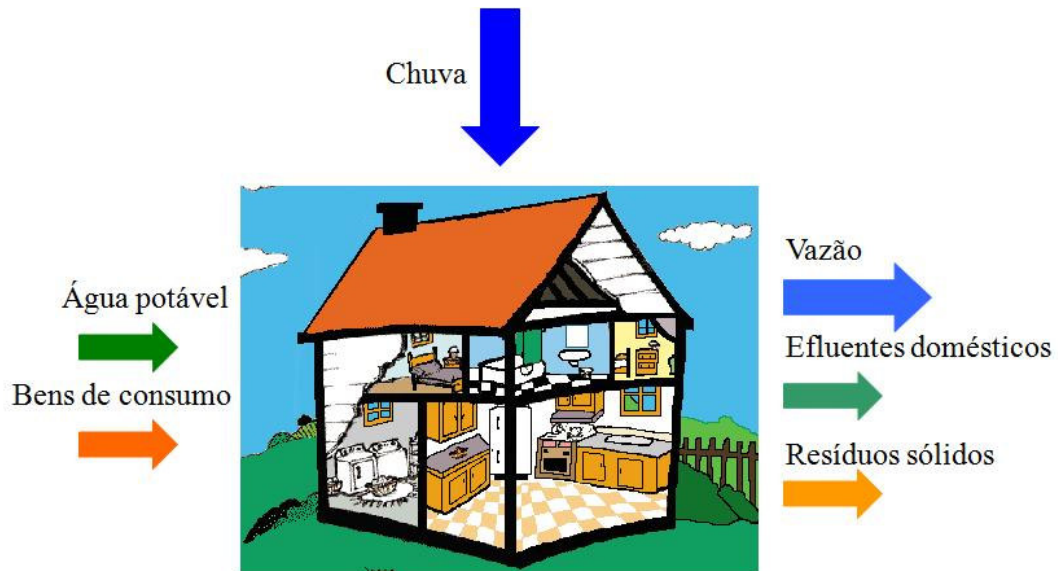 Chuva
Água potável
Bens de consumo
Vazão
Efluentes domésticos
Resíduos sólidos